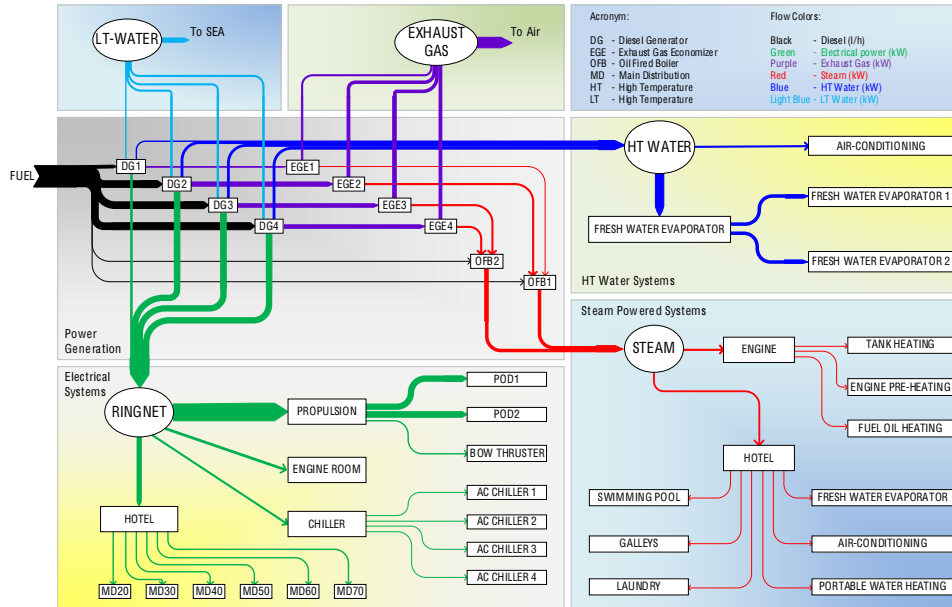 LT-WATER
To SEA
EXHAUST
GAS
To Air
Acronym:
DG - Diesel Generator
EGE - Exhaust Gas Economizer
OFB - Oil Fired Boiler
MD - Main Distribution
HT - High Temperature
LT - High Temperature
Flow Colors:
Black - Diesel (l/h)
Green - Electrical power (kW)
Purple - Exhaust Gas (kW)
Red - Steam (kW)
Blue - HT Water (kW)
Light Blue - LT Water (kW)
FUEL
DG1
DG2
DG3
DG4
EGE1
EGE2
EGE3
EGE4
OFB2
OFB1
Power
Generation
HT WATER
AIR-CONDITIONING
FRESH WATER EVAPORATOR
FRESH WATER EVAPORATOR 1
FRESH WATER EVAPORATOR 2
HT Water Systems
Electrical
Systems
RINGNET
PROPULSION
POD1
POD2
BOW THRUSTER
ENGINE ROOM
CHILLER
AC CHILLER 1
AC CHILLER 2
AC CHILLER 3
AC CHILLER 4
HOTEL
MD20
MD30
MD40
MD50
MD60
MD70
Steam Powered Systems
STEAM
ENGINE
TANK HEATING
ENGINE PRE-HEATING
FUEL OIL HEATING
HOTEL
SWIMMING POOL
GALLEYS
LAUNDRY
FRESH WATER EVAPORATOR
AIR-CONDITIONING
PORTABLE WATER HEATING